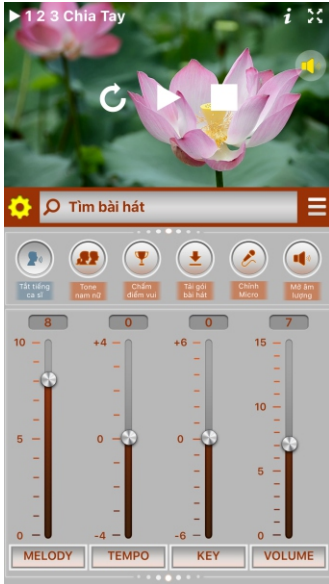 1 2 3 Chia Tay
i
Tìm bài hát
Tắt tiếng
ca sĩ
Tone
nam nữ
Chấm
điểm vui
Tải gói
bài hát
Chỉnh
Micro
Mở âm
lượng
8 0 0 7
10 +4 +6 15
10
5 0 0
5
0 -4 -6 0
MELODY TEMPO KEY VOLUME